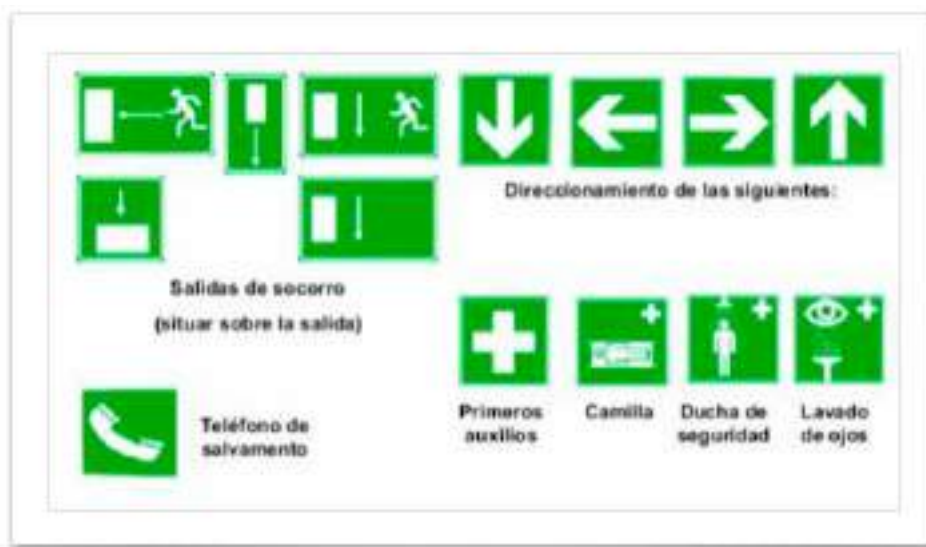 Direccionamiento de las siguientes:
Salidas de socorro
(situar sobre la salida)
Teléfono de
salvamento
Primeros
auxilios
Camilla
Ducha de
seguridad
Lavado
de ojos